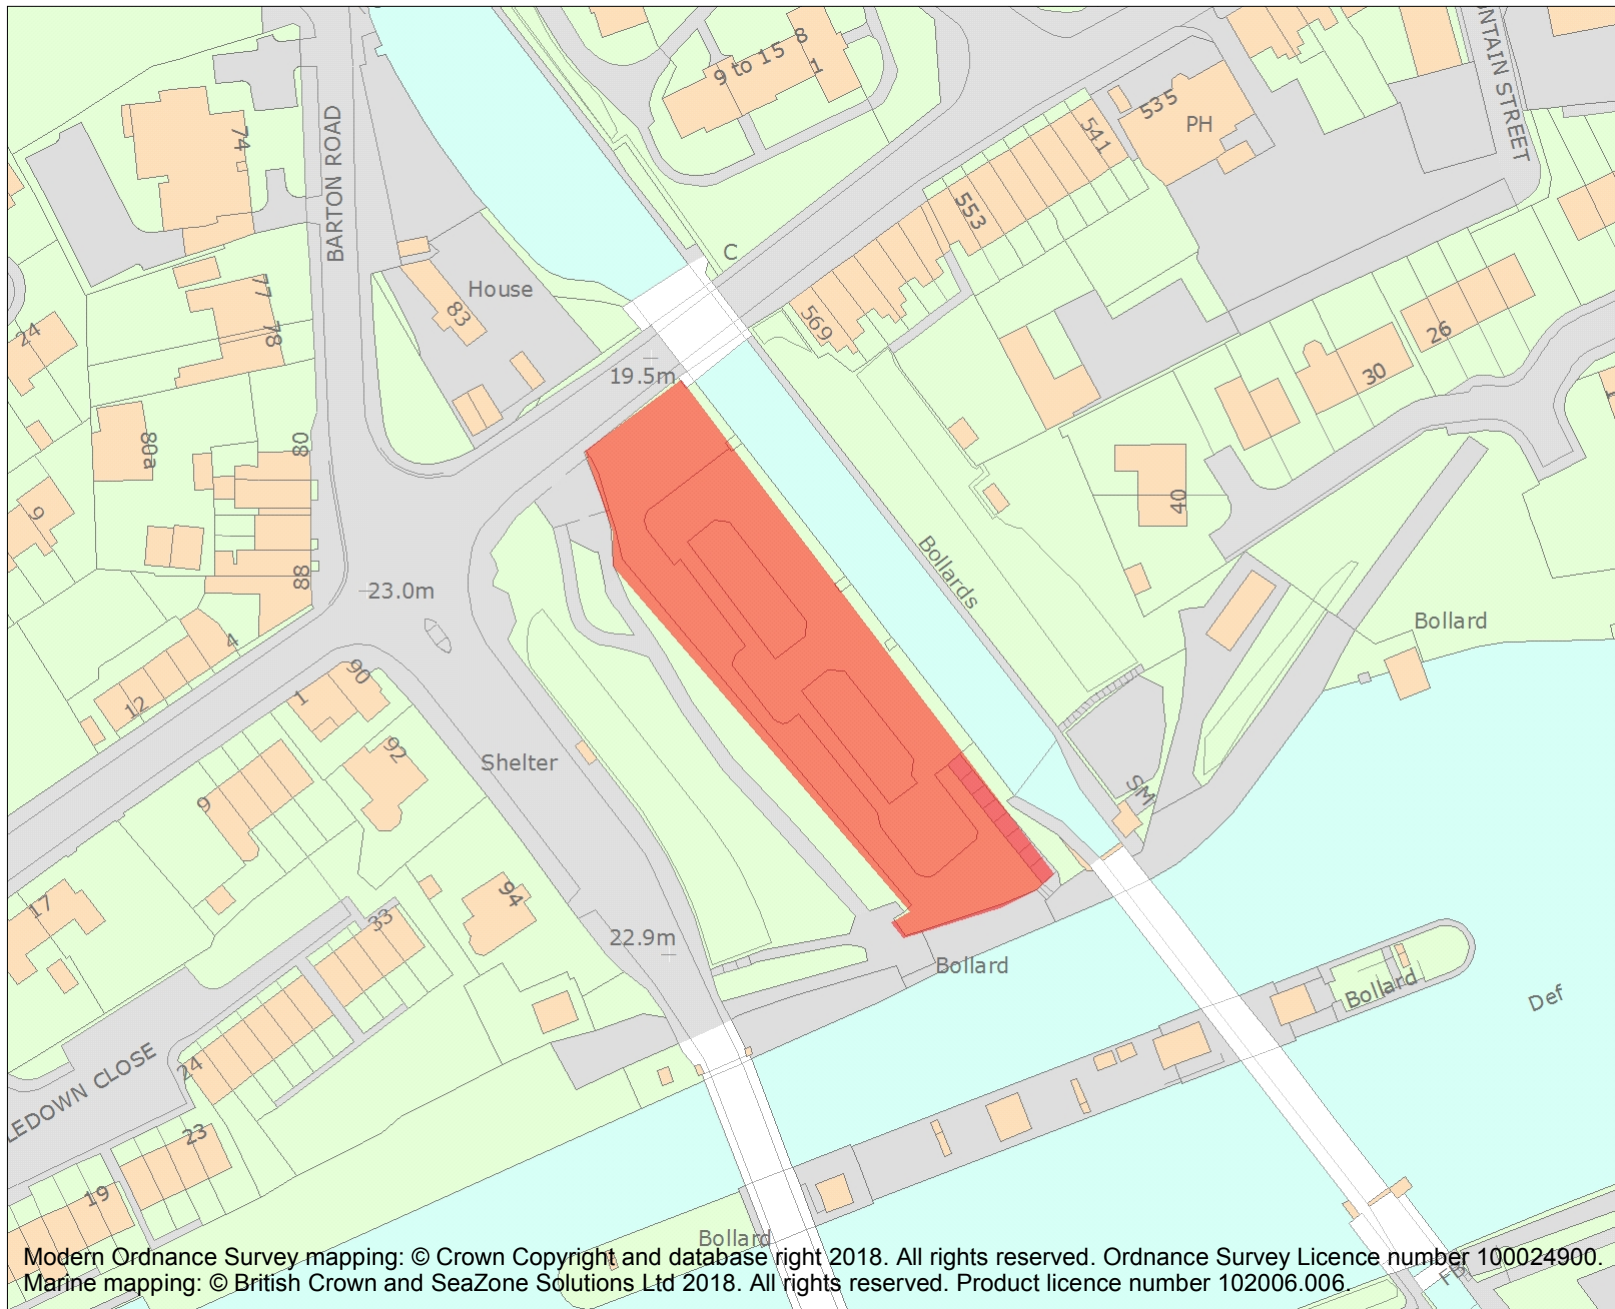 9 to 15
8
1
535
PH
541
NTAIN STREET
74
BARTON ROAD
553
C
House
83
77
78
24
569
19.5m
26
30
80a
80
40
9
88
Bollards
23.0m
4
12
90
1
Bollard
92
Shelter
9
SM
94
17
33
22.9m
Bollard
Bollard
Def
24
LEDOWN CLOSE
23
19
Bollard
FB
Modern Ordnance Survey mapping: © Crown Copyright and database right 2018. All rights reserved. Ordnance Survey Licence number 100024900.
Marine mapping: © British Crown and SeaZone Solutions Ltd 2018. All rights reserved. Product licence number 102006.006.